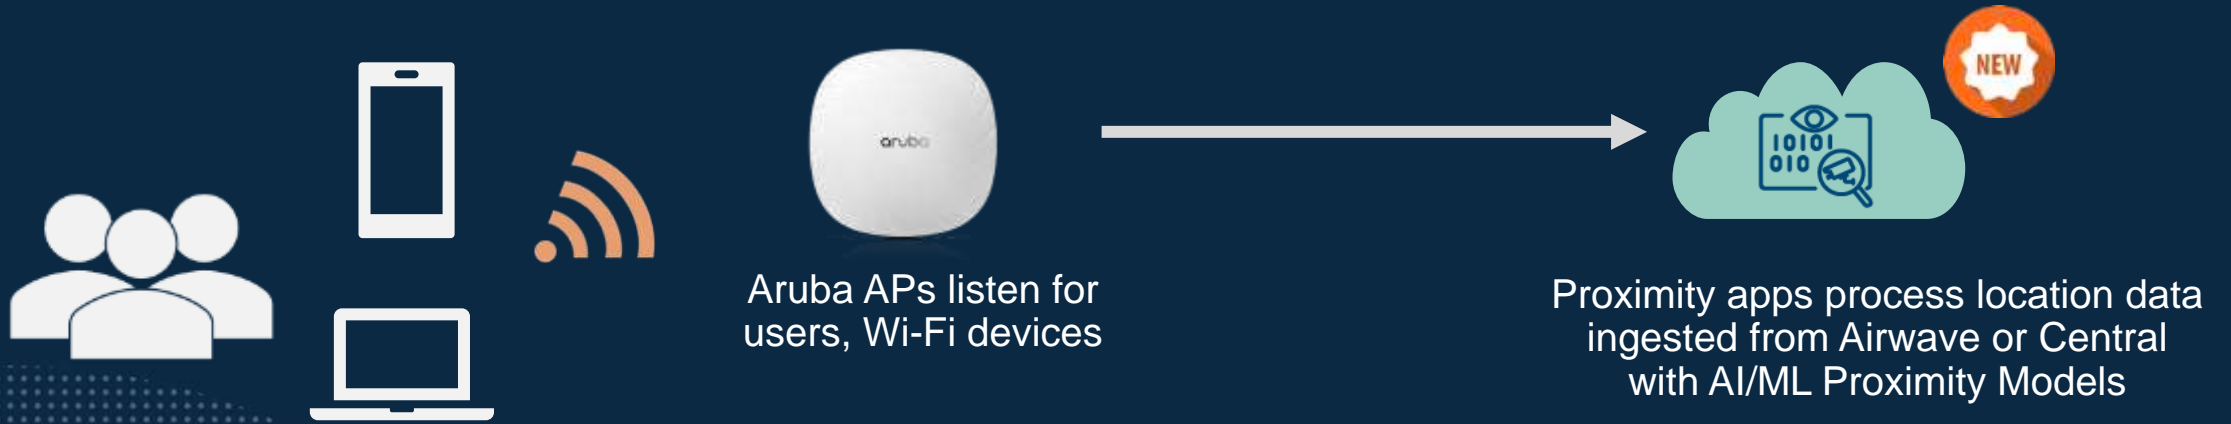 NEW
aruba
10101
010
Aruba APs listen for
users, Wi-Fi devices
Proximity apps process location data
ingested from Airwave or Central
with AI/ML Proximity Models